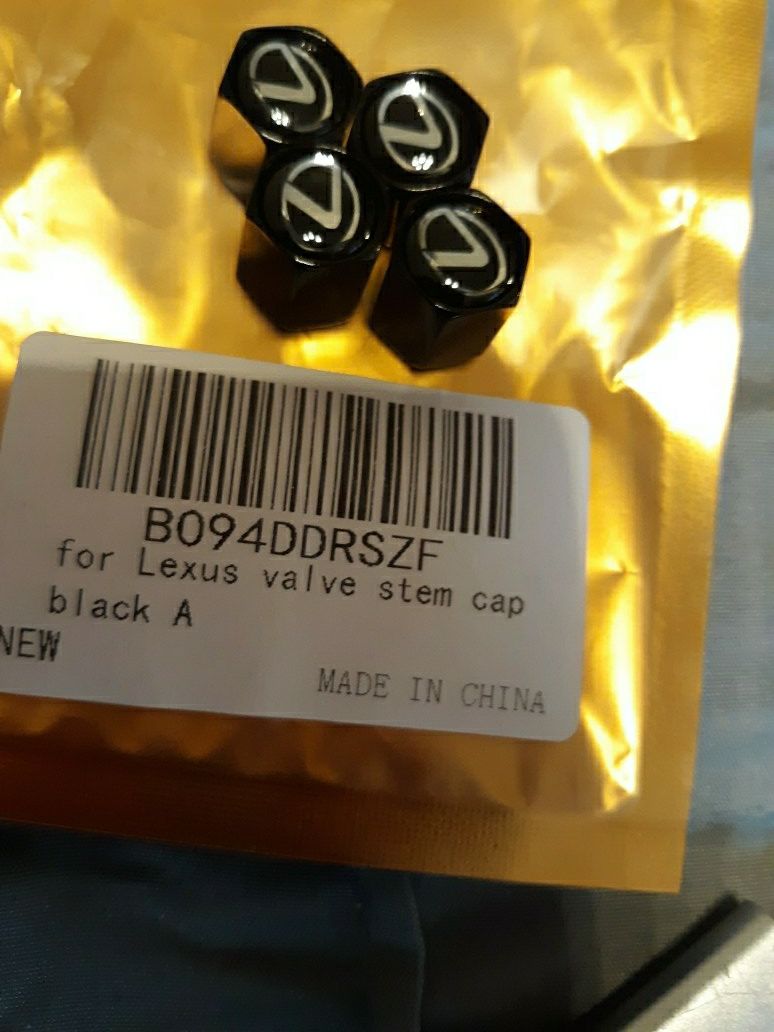 B094DDRSZF
for Lexus valve stem cap
black A
NEW
MADE IN CHINA